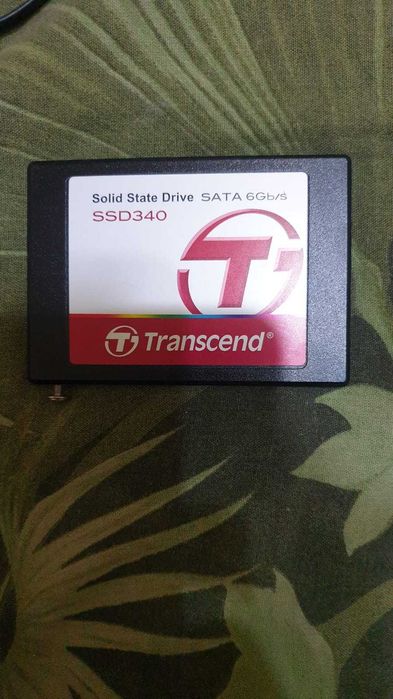 Solid State Drive SATA 6Gb/s
SSD340
T
Transcend®